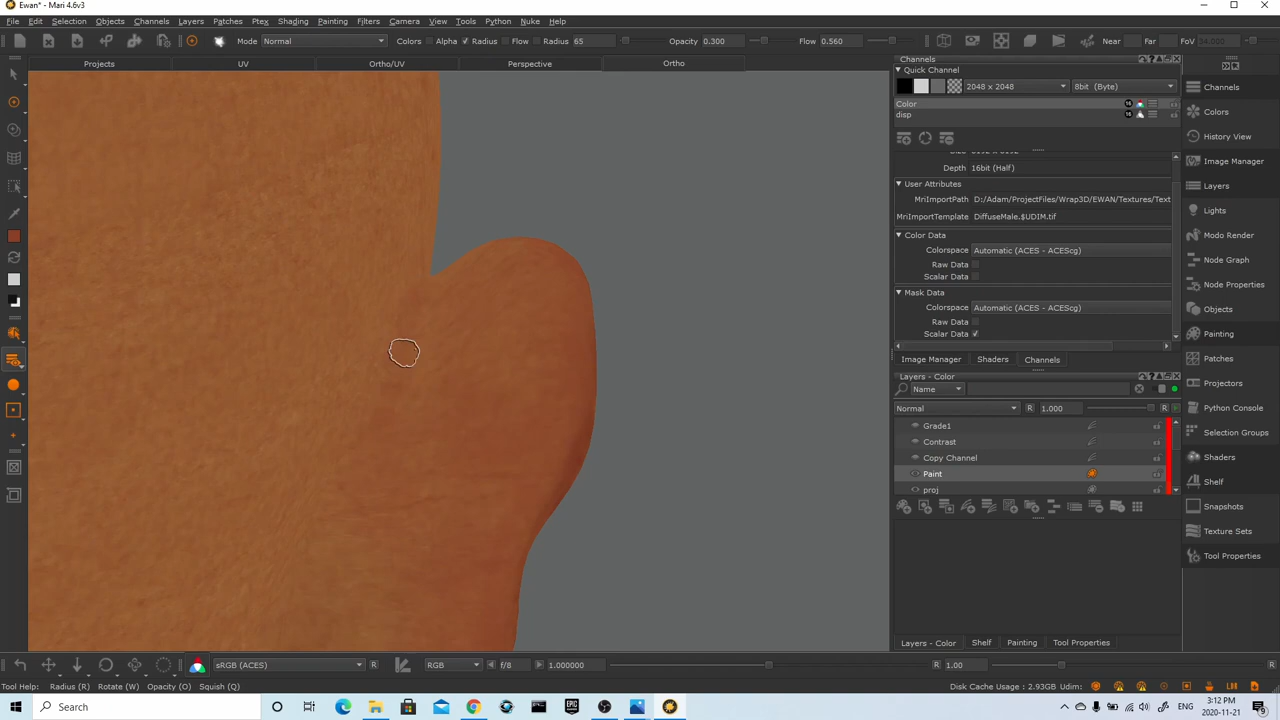 Ewan* - Mari 4.6v3
File Edit Selection Objects Channels Layers Patches Ptex Shading Painting Filters Camera View Tools Python Nuke Help
Mode Normal Colors Alpha Radius Flow Radius 65 Opacity 0.300 Flow 0.560 Near Far FoV 34.000
Projects UV Ortho/UV Perspective Ortho
Channels
Quick Channel
2048 x 2048 8bit (Byte)
Color
disp
Depth 16bit (Half)
User Attributes
MriImportPath D:/Adam/ProjectFiles/Wrap3D/EWAN/Textures/Text
MriImportTemplate DiffuseMale.$UDIM.tif
Color Data
Colorspace Automatic (ACES - ACEScg)
Raw Data
Scalar Data
Mask Data
Colorspace Automatic (ACES - ACEScg)
Raw Data
Scalar Data
Image Manager Shaders Channels
Layers - Color
Name
Normal R 1.000 R
Grade1
Contrast
Copy Channel
Paint
proj
Layers - Color Shelf Painting Tool Properties
Channels
Colors
History View
Image Manager
Layers
Lights
Modo Render
Node Graph
Node Properties
Objects
Painting
Patches
Projectors
Python Console
Selection Groups
Shaders
Shelf
Snapshots
Texture Sets
Tool Properties
sRGB (ACES) R RGB f/8 1.000000 R 1.00 R
Tool Help: Radius (R) Rotate (W) Opacity (O) Squish (Q) Disk Cache Usage : 2.93GB Udim:
Search ENG 3:12 PM
2020-11-21